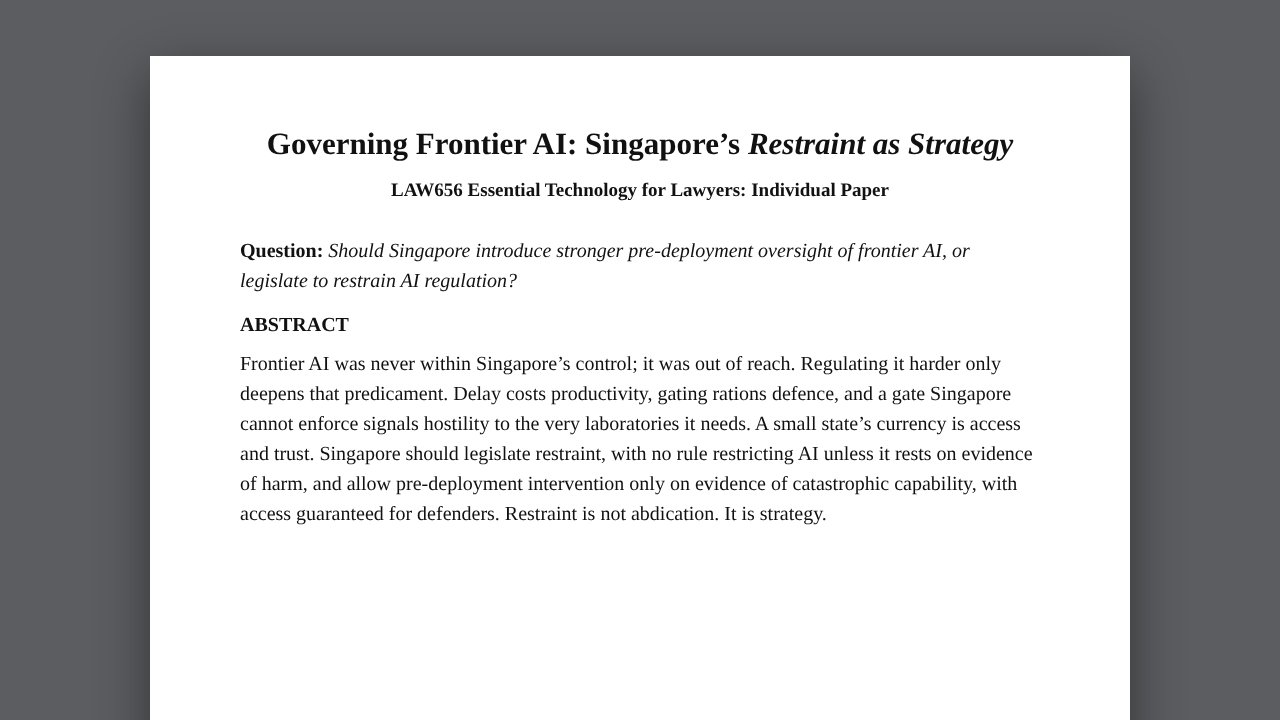 Governing Frontier AI: Singapore’s Restraint as Strategy
LAW656 Essential Technology for Lawyers: Individual Paper
Question: Should Singapore introduce stronger pre-deployment oversight of frontier AI, or
legislate to restrain AI regulation?
ABSTRACT
Frontier AI was never within Singapore’s control; it was out of reach. Regulating it harder only
deepens that predicament. Delay costs productivity, gating rations defence, and a gate Singapore
cannot enforce signals hostility to the very laboratories it needs. A small state’s currency is access
and trust. Singapore should legislate restraint, with no rule restricting AI unless it rests on evidence
of harm, and allow pre-deployment intervention only on evidence of catastrophic capability, with
access guaranteed for defenders. Restraint is not abdication. It is strategy.